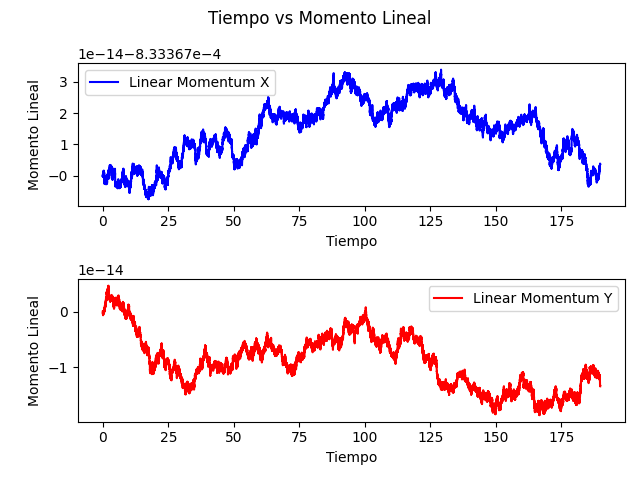 Tiempo vs Momento Lineal
1e−14−8.33367e−4
Linear Momentum X
Momento Lineal
3
2
1
−0
0 25 50 75 100 125 150 175
Tiempo
1e−14
Linear Momentum Y
Momento Lineal
0
−1
0 25 50 75 100 125 150 175
Tiempo